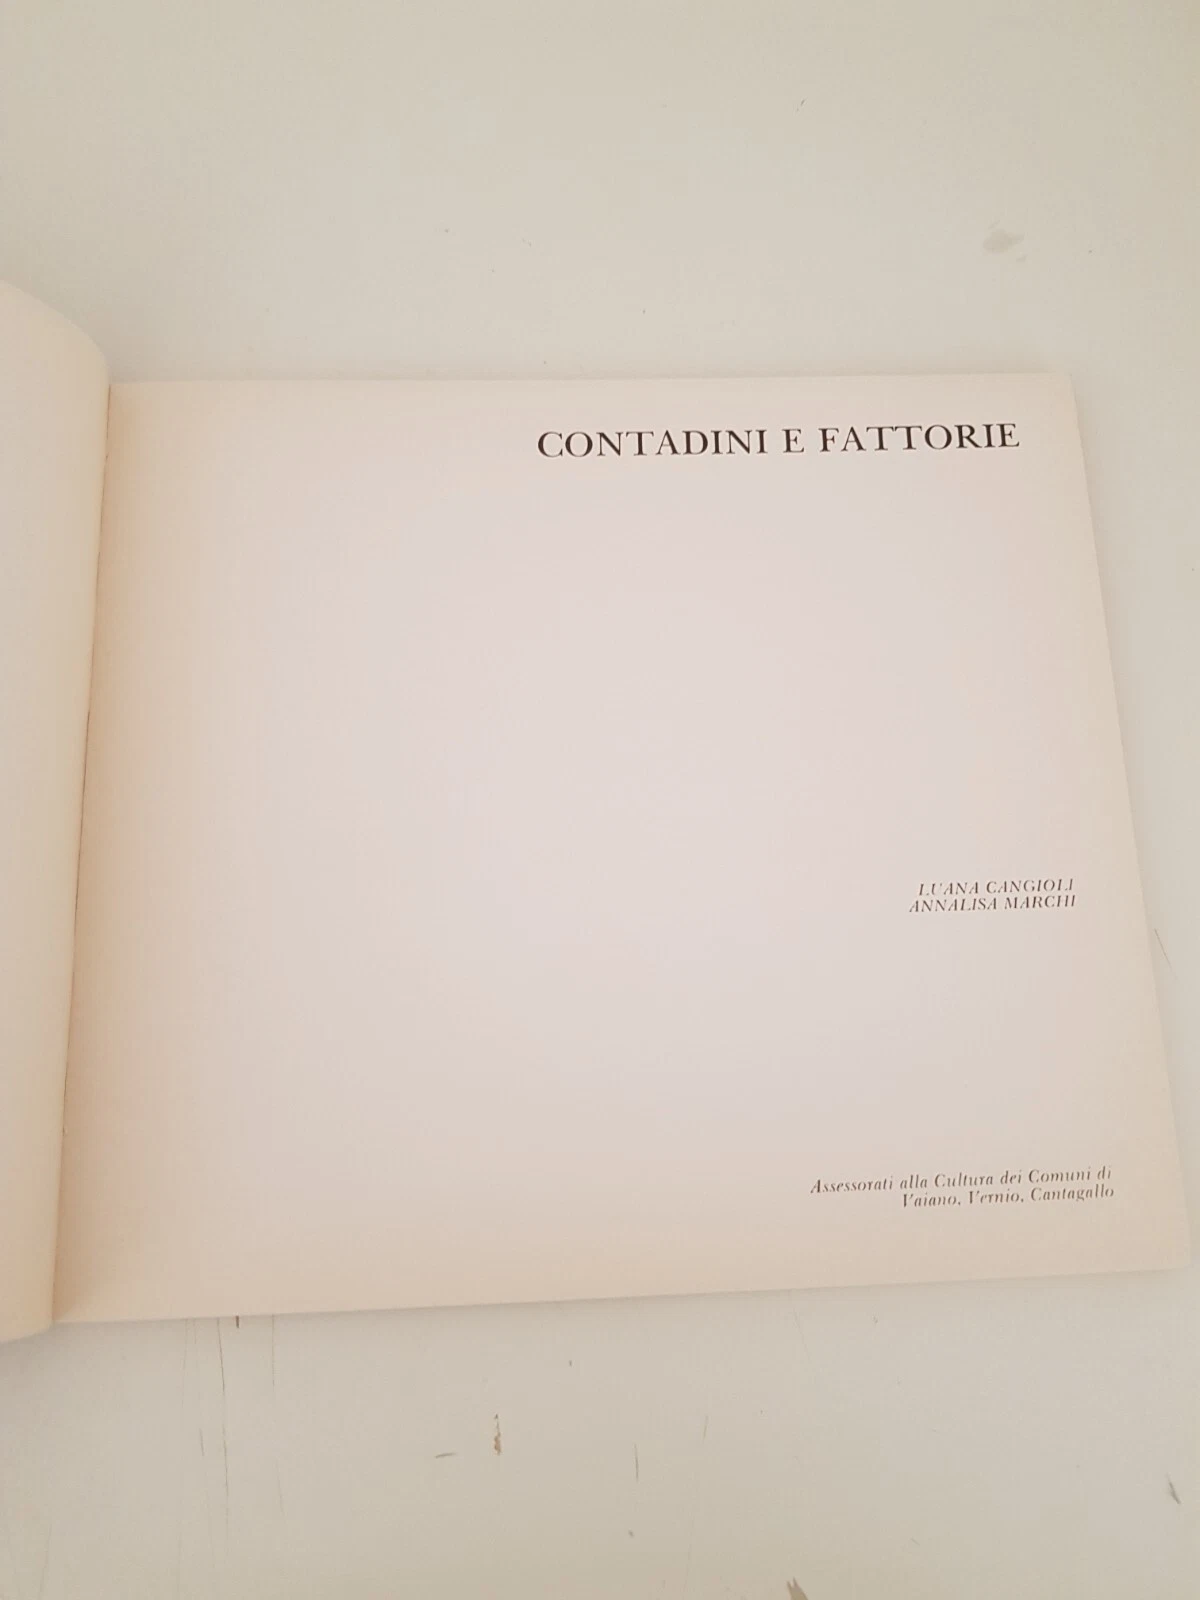 CONTADINI E FATTORIE
LUANA CANGIOLI
ANNALISA MARCHI
Assessorati alla Cultura dei Comuni di
Vaiano, Vernio, Cantagallo